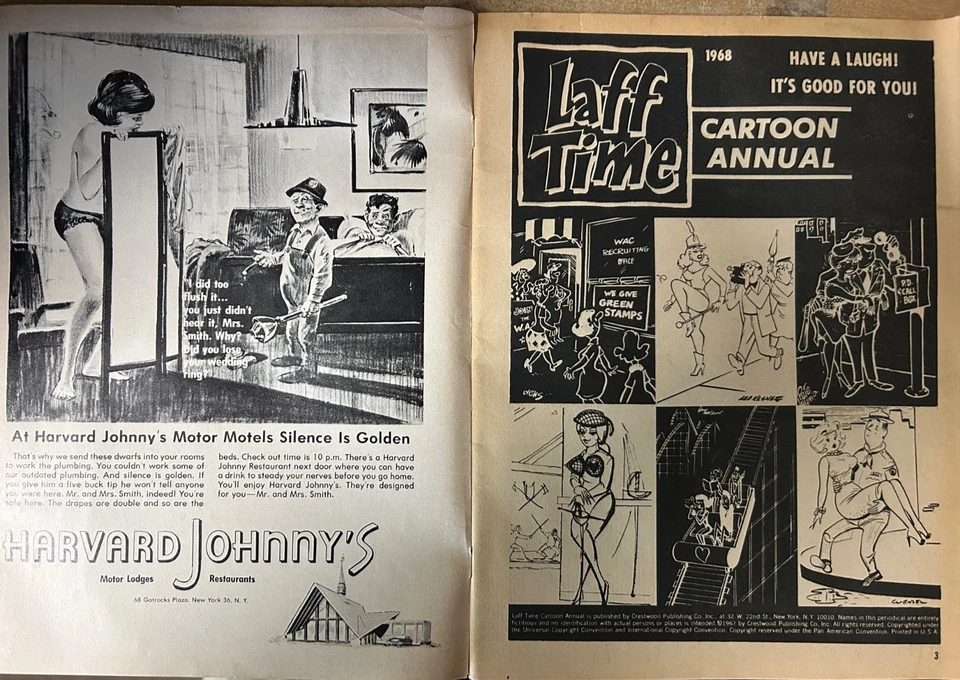 "I did too
flush it...
you just didn't
hear it, Mrs.
Smith. Why?
Did you lose
your wedding
ring?"
At Harvard Johnny's Motor Motels Silence Is Golden
That's why we send these dwarfs into your rooms
to work the plumbing. You couldn't work some of
our outdated plumbing. And silence is golden. If
you give him a five buck tip he won't tell anyone
you were here. Mr. and Mrs. Smith, indeed! You're
safe here. The drapes are double and so are the
beds. Check out time is 10 p.m. There's a Harvard
Johnny Restaurant next door where you can have
a drink to steady your nerves before you go home.
You'll enjoy Harvard Johnny's. They're designed
for you—Mr. and Mrs. Smith.
HARVARD JOHNNY'S
Motor Lodges Restaurants
68 Gotrocks Plaza, New York 36, N. Y.
Laff
Time
1968
HAVE A LAUGH!
IT'S GOOD FOR YOU!
CARTOON
ANNUAL
WAC
RECRUITING
OFFICE
WE GIVE
GREEN
STAMPS
THE
W.A.
P.D.
CALL
BOX
WENZEL
Laff Time Cartoon Annual is published by Crestwood Publishing Co., Inc., at 32 W. 22nd St., New York, N.Y. 10010. Names in this periodical are entirely
fictitious and no identification with actual persons or places is intended. ©1967 by Crestwood Publishing Co., Inc. All rights reserved. Copyrighted under
the Universal Copyright Convention and International Copyright Convention. Copyright reserved under the Pan American Convention. Printed in U.S.A.
3